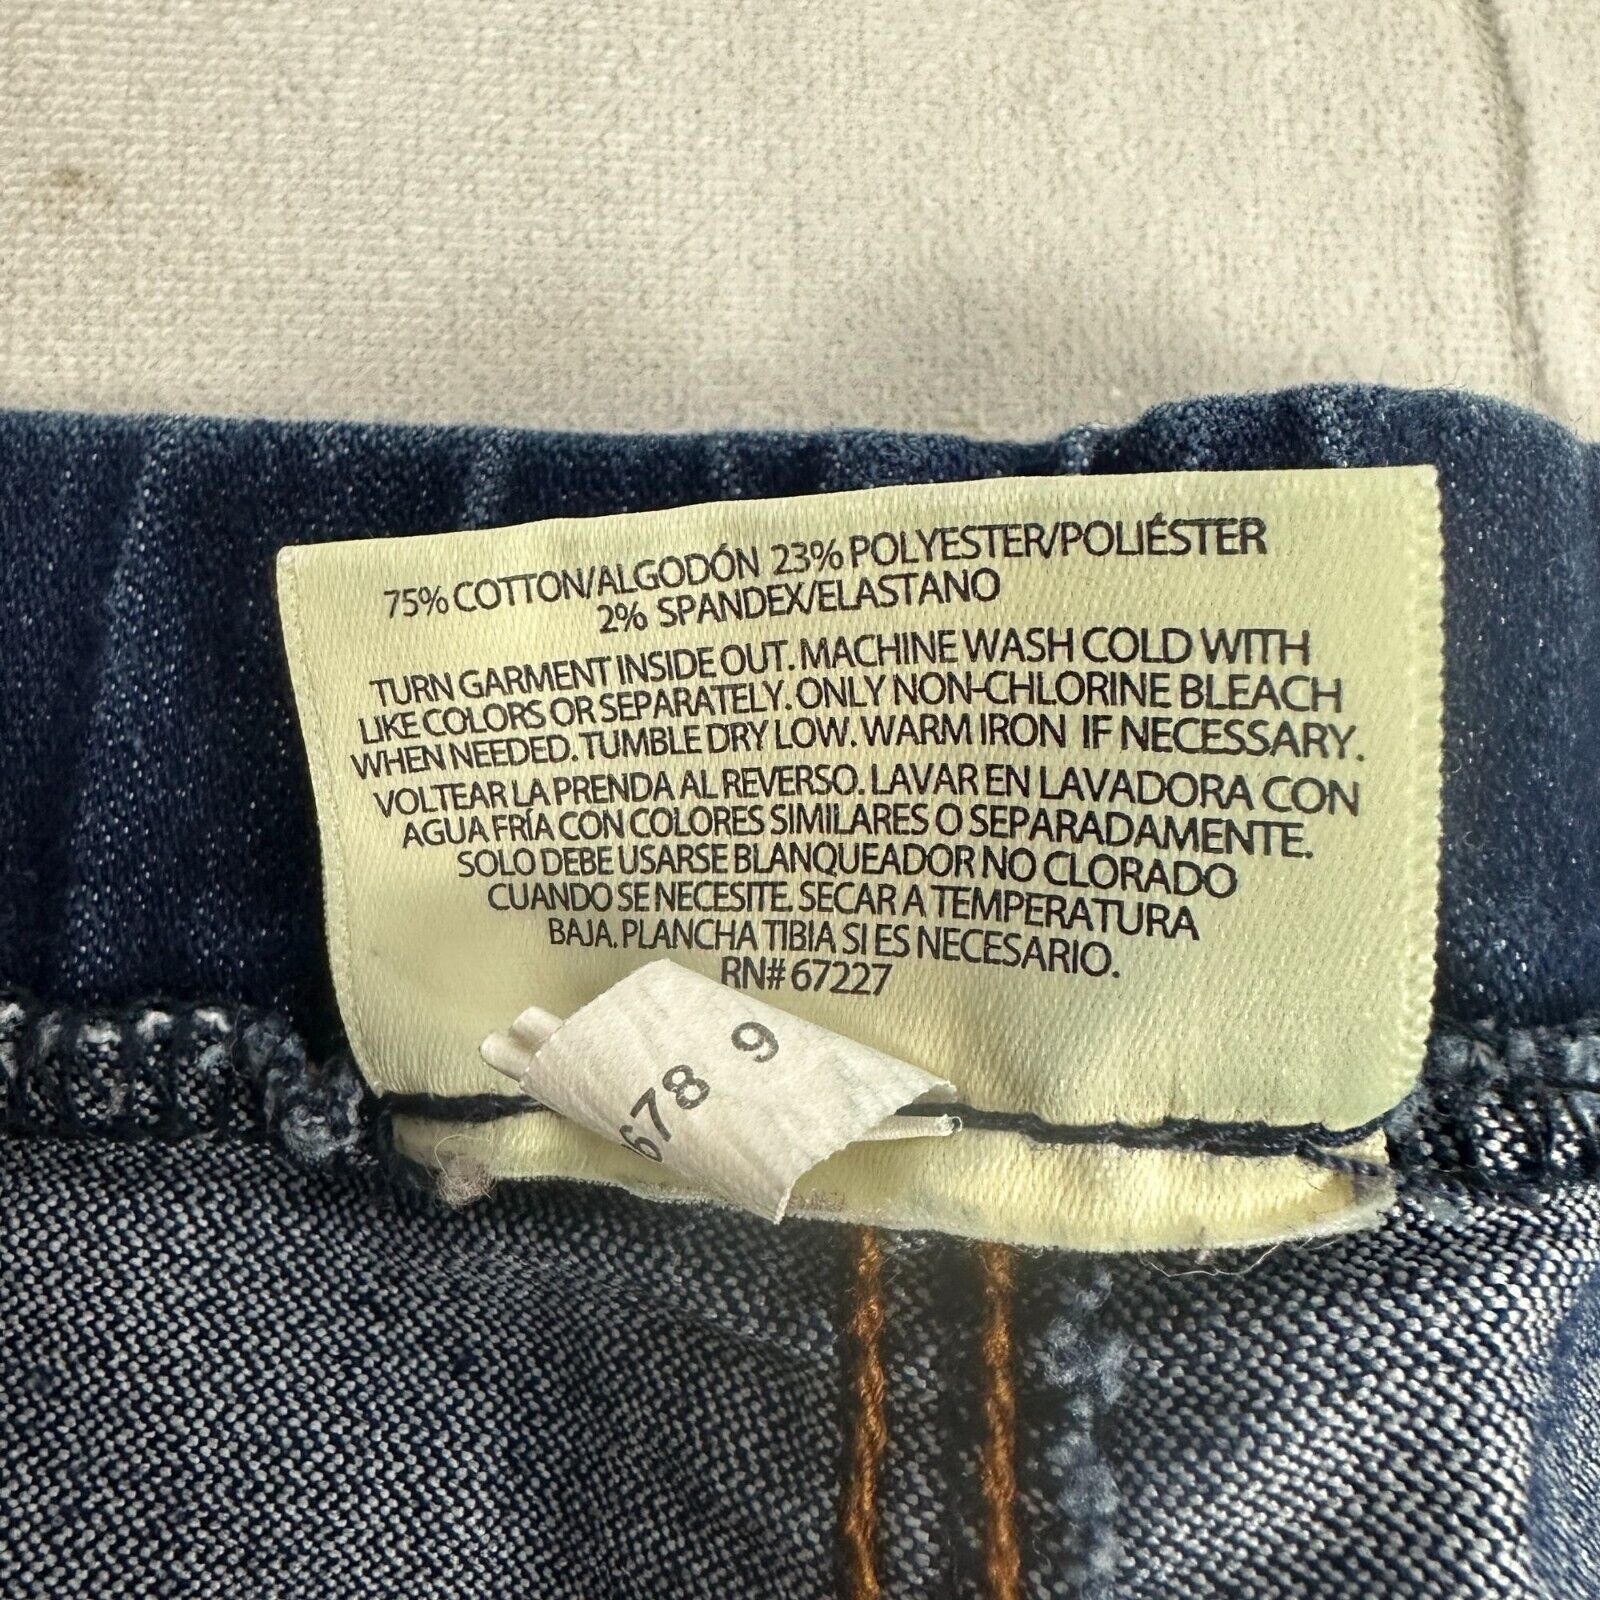 75% COTTON/ALGODÓN 23% POLYESTER/POLIÉSTER
2% SPANDEX/ELASTANO
TURN GARMENT INSIDE OUT. MACHINE WASH COLD WITH
LIKE COLORS OR SEPARATELY. ONLY NON-CHLORINE BLEACH
WHEN NEEDED. TUMBLE DRY LOW. WARM IRON IF NECESSARY.
VOLTEAR LA PRENDA AL REVERSO. LAVAR EN LAVADORA CON
AGUA FRÍA CON COLORES SIMILARES O SEPARADAMENTE.
SOLO DEBE USARSE BLANQUEADOR NO CLORADO
CUANDO SE NECESITE. SECAR A TEMPERATURA
BAJA. PLANCHA TIBIA SI ES NECESARIO.
RN# 67227
678 9